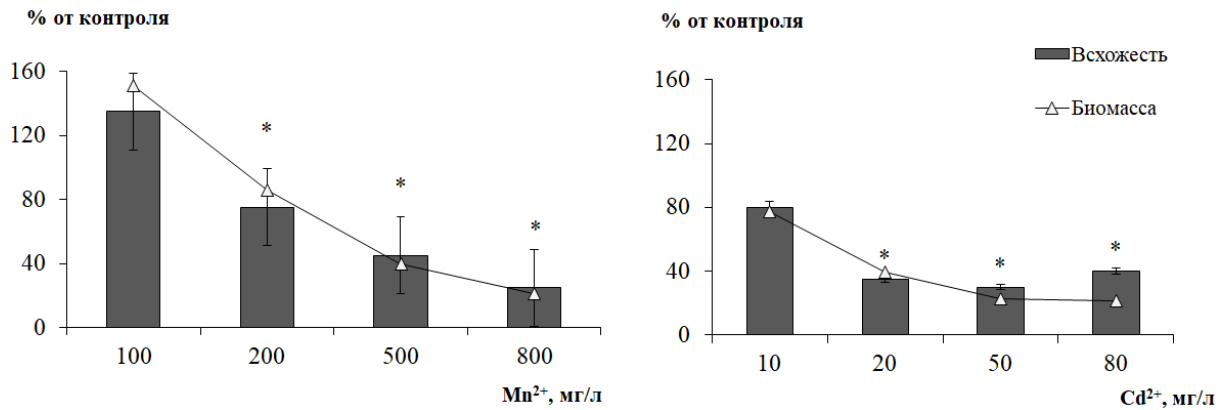 % от контроля
160
120
80
40
0
*
*
*
100 200 500 800
Mn²⁺, мг/л
% от контроля
Всхожесть
Биомасса
160
120
80
40
0
*
*
*
10 20 50 80
Cd²⁺, мг/л